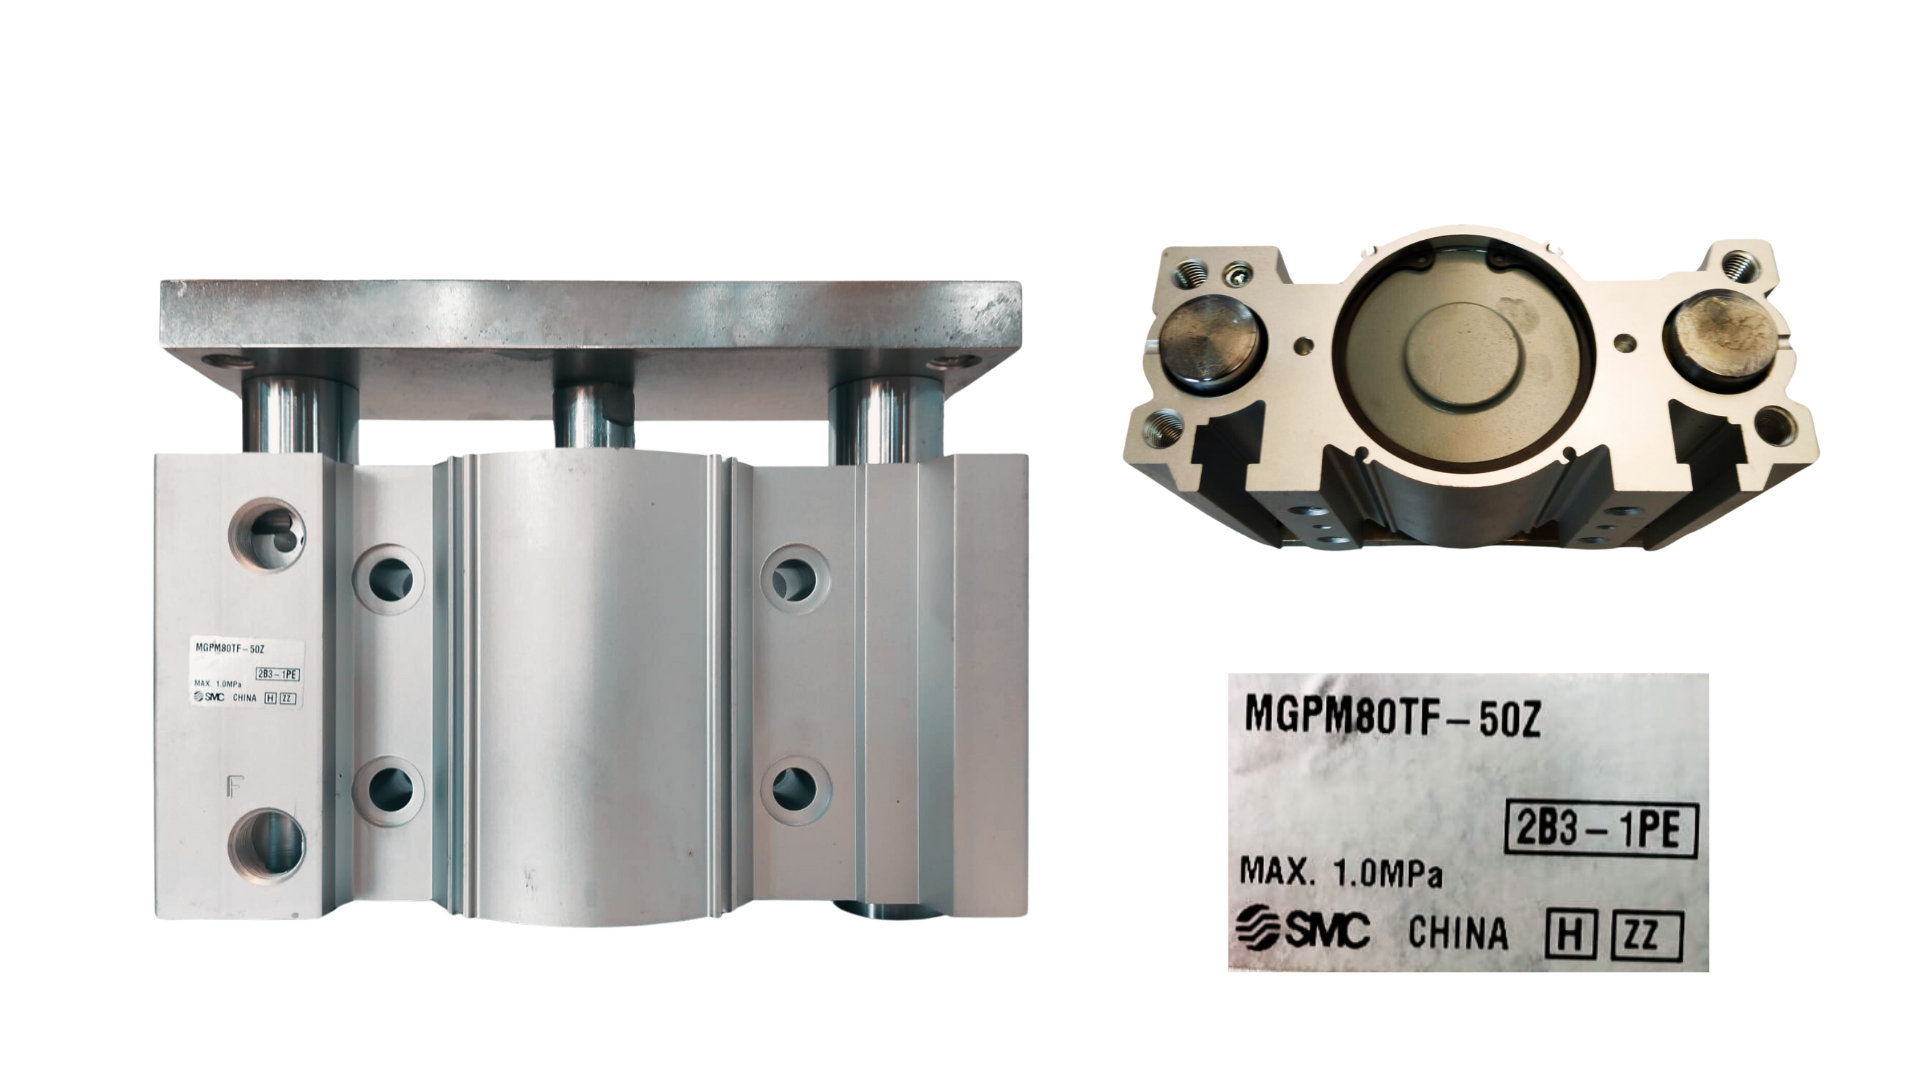 MGPM80TF-50Z
2B3-1PE
MAX. 1.0MPa
SMC CHINA H ZZ
F
MGPM80TF-50Z
2B3-1PE
MAX. 1.0MPa
SMC CHINA H ZZ